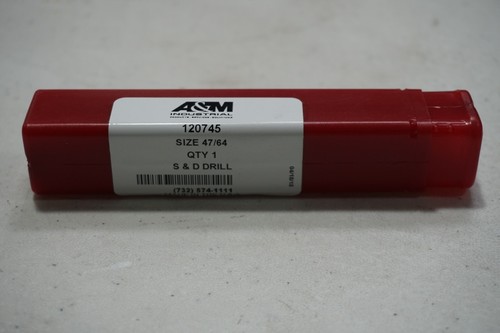 A&M
INDUSTRIAL
120745
SIZE 47/64
QTY 1
S & D DRILL
(732) 574-1111